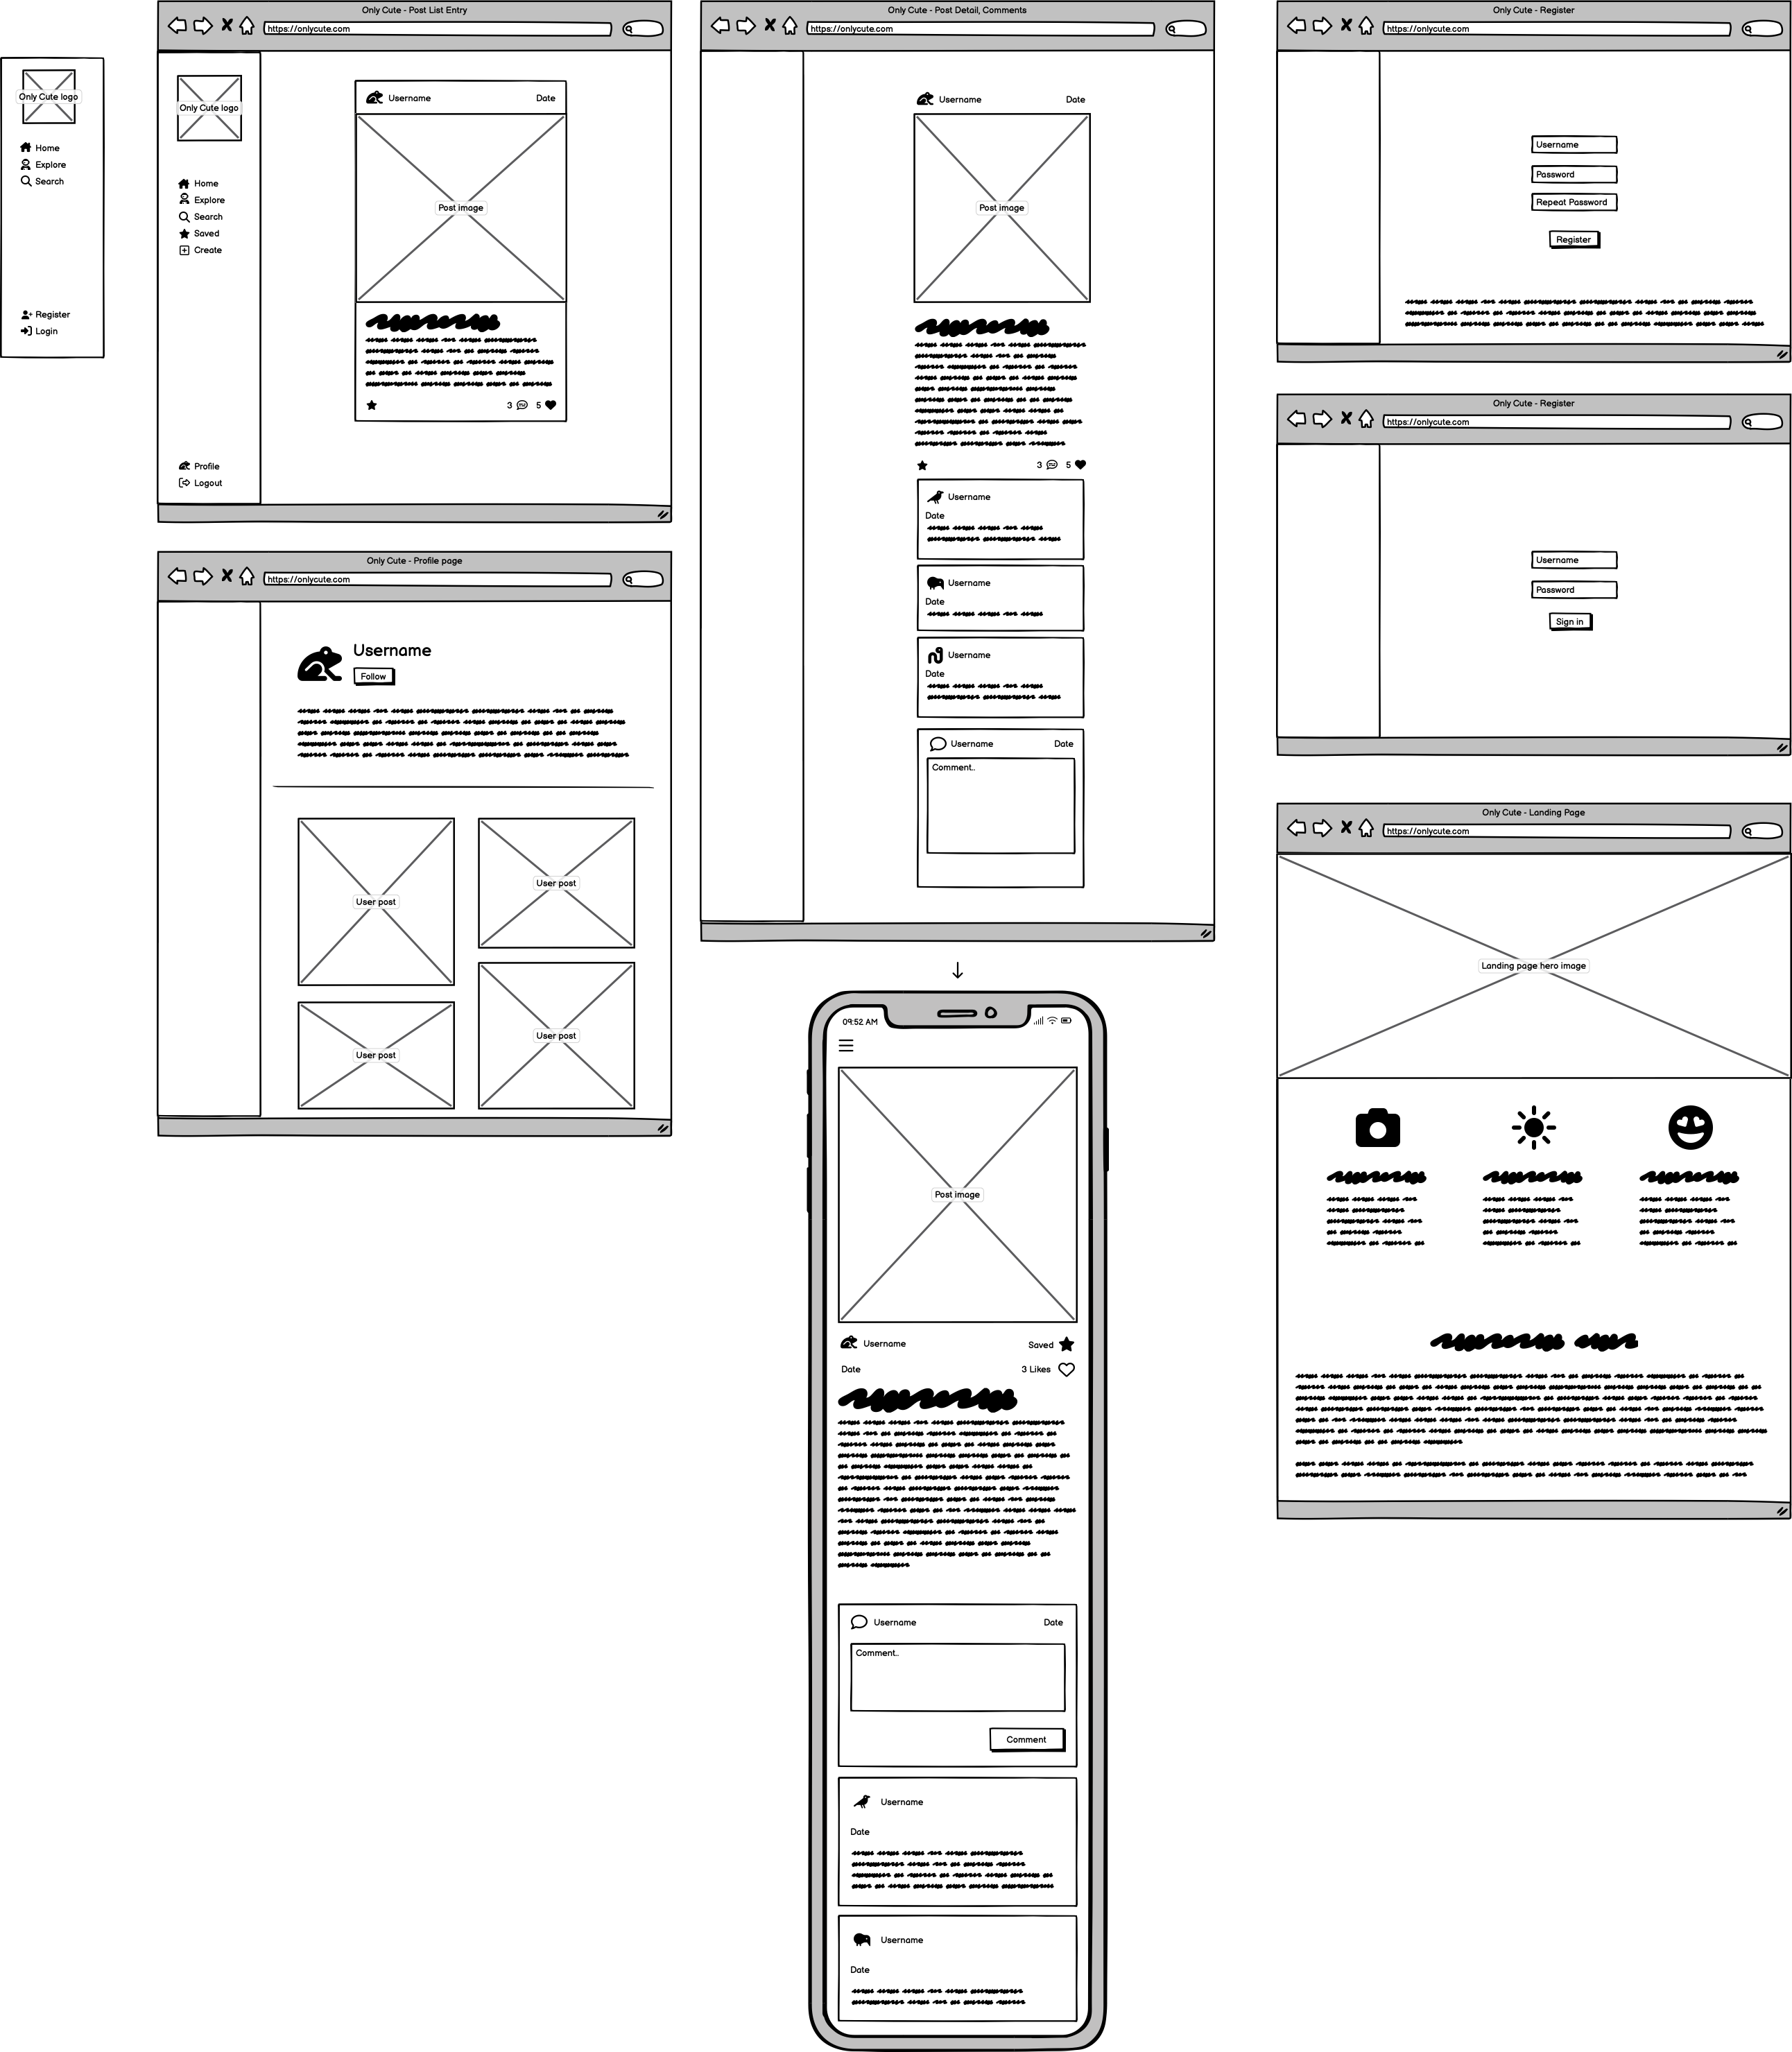 Only Cute logo
Home
Explore
Search
Register
Login
Only Cute - Post List Entry
https://onlycute.com
Only Cute logo
Home
Explore
Search
Saved
Create
Profile
Logout
Username Date
Post image
3 5
Only Cute - Profile page
https://onlycute.com
Username
Follow
User post
User post
User post
User post
Only Cute - Post Detail, Comments
https://onlycute.com
Username Date
Post image
3 5
Username
Date
Username
Date
Username
Date
Username Date
Comment..
↓
09:52 AM
Post image
Username Saved
Date 3 Likes
Username Date
Comment..
Comment
Username
Date
Username
Date
Only Cute - Register
https://onlycute.com
Username
Password
Repeat Password
Register
Only Cute - Register
https://onlycute.com
Username
Password
Sign in
Only Cute - Landing Page
https://onlycute.com
Landing page hero image